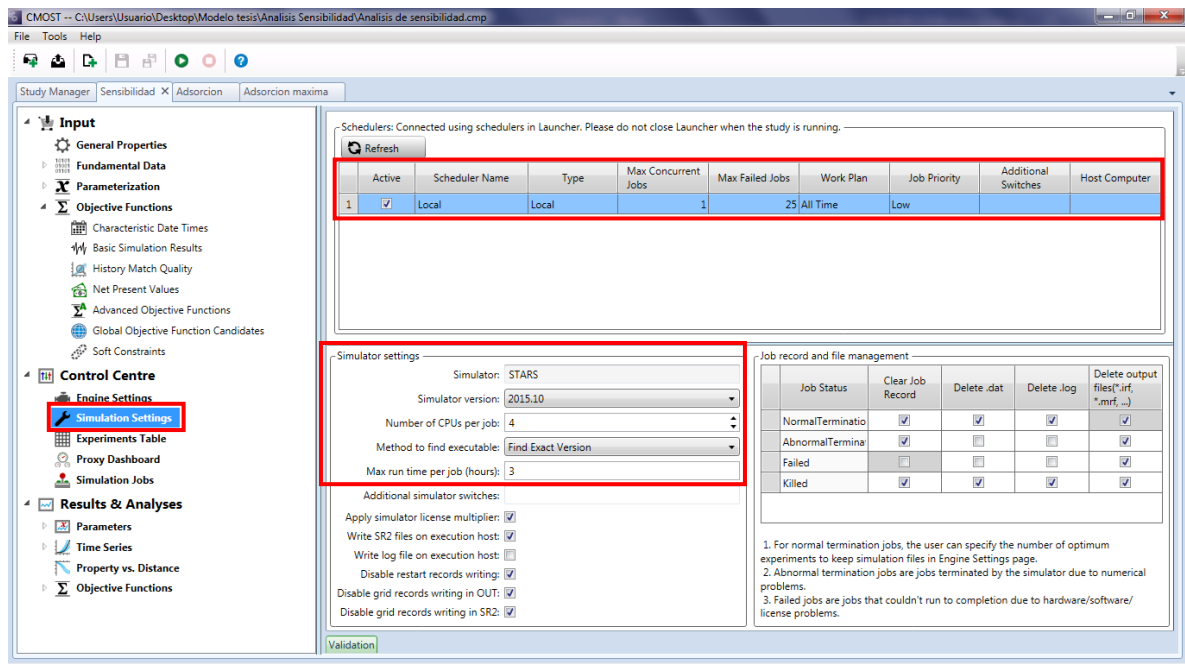 CMOST -- C:\Users\Usuario\Desktop\Modelo tesis\Analisis Sensibilidad\Analisis de sensibilidad.cmp
File Tools Help
Study Manager Sensibilidad Adsorcion Adsorcion maxima
Input
General Properties
Fundamental Data
Parameterization
Objective Functions
Characteristic Date Times
Basic Simulation Results
History Match Quality
Net Present Values
Advanced Objective Functions
Global Objective Function Candidates
Soft Constraints
Control Centre
Engine Settings
Simulation Settings
Experiments Table
Proxy Dashboard
Simulation Jobs
Results & Analyses
Parameters
Time Series
Property vs. Distance
Objective Functions
Schedulers: Connected using schedulers in Launcher. Please do not close Launcher when the study is running.
Refresh
Active Scheduler Name Type Max Concurrent Jobs Max Failed Jobs Work Plan Job Priority Additional Switches Host Computer
1 Local Local 1 25 All Time Low
Simulator settings
Simulator: STARS
Simulator version: 2015.10
Number of CPUs per job: 4
Method to find executable: Find Exact Version
Max run time per job (hours): 3
Additional simulator switches:
Apply simulator license multiplier:
Write SR2 files on execution host:
Write log file on execution host:
Disable restart records writing:
Disable grid records writing in OUT:
Disable grid records writing in SR2:
Job record and file management
Job Status Clear Job Record Delete .dat Delete .log Delete output files(*.irf, *.mrf, ...)
NormalTerminatio
AbnormalTermina
Failed
Killed
1. For normal termination jobs, the user can specify the number of optimum
experiments to keep simulation files in Engine Settings page.
2. Abnormal termination jobs are jobs terminated by the simulator due to numerical
problems.
3. Failed jobs are jobs that couldn't run to completion due to hardware/software/
license problems.
Validation